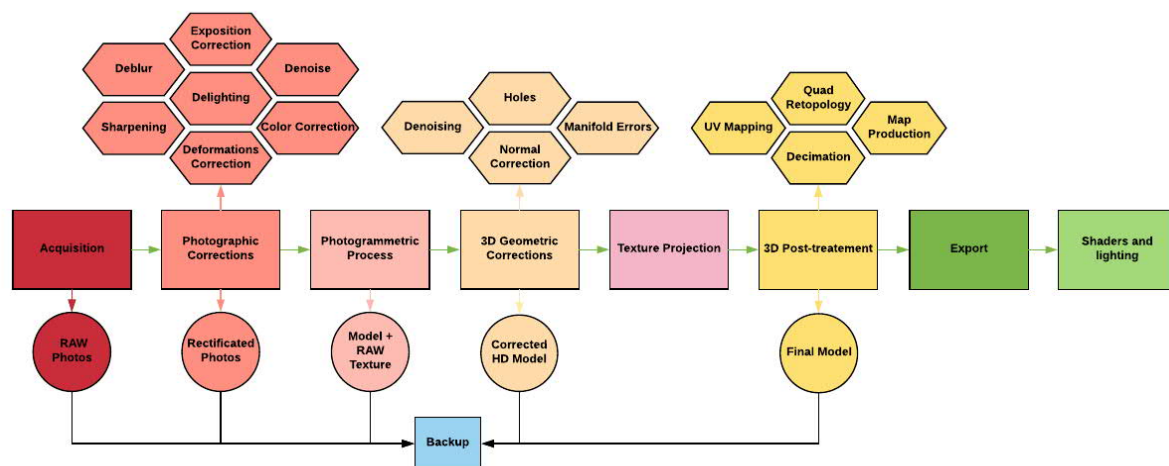 Exposition
Correction
Deblur
Denoise
Delighting
Sharpening
Color Correction
Deformations
Correction
Holes
Denoising
Manifold Errors
Normal
Correction
Quad
Retopology
UV Mapping
Map
Production
Decimation
Acquisition
Photographic
Corrections
Photogrammetric
Process
3D Geometric
Corrections
Texture Projection
3D Post-treatement
Export
Shaders and
lighting
RAW
Photos
Rectificated
Photos
Model +
RAW
Texture
Corrected
HD Model
Final Model
Backup